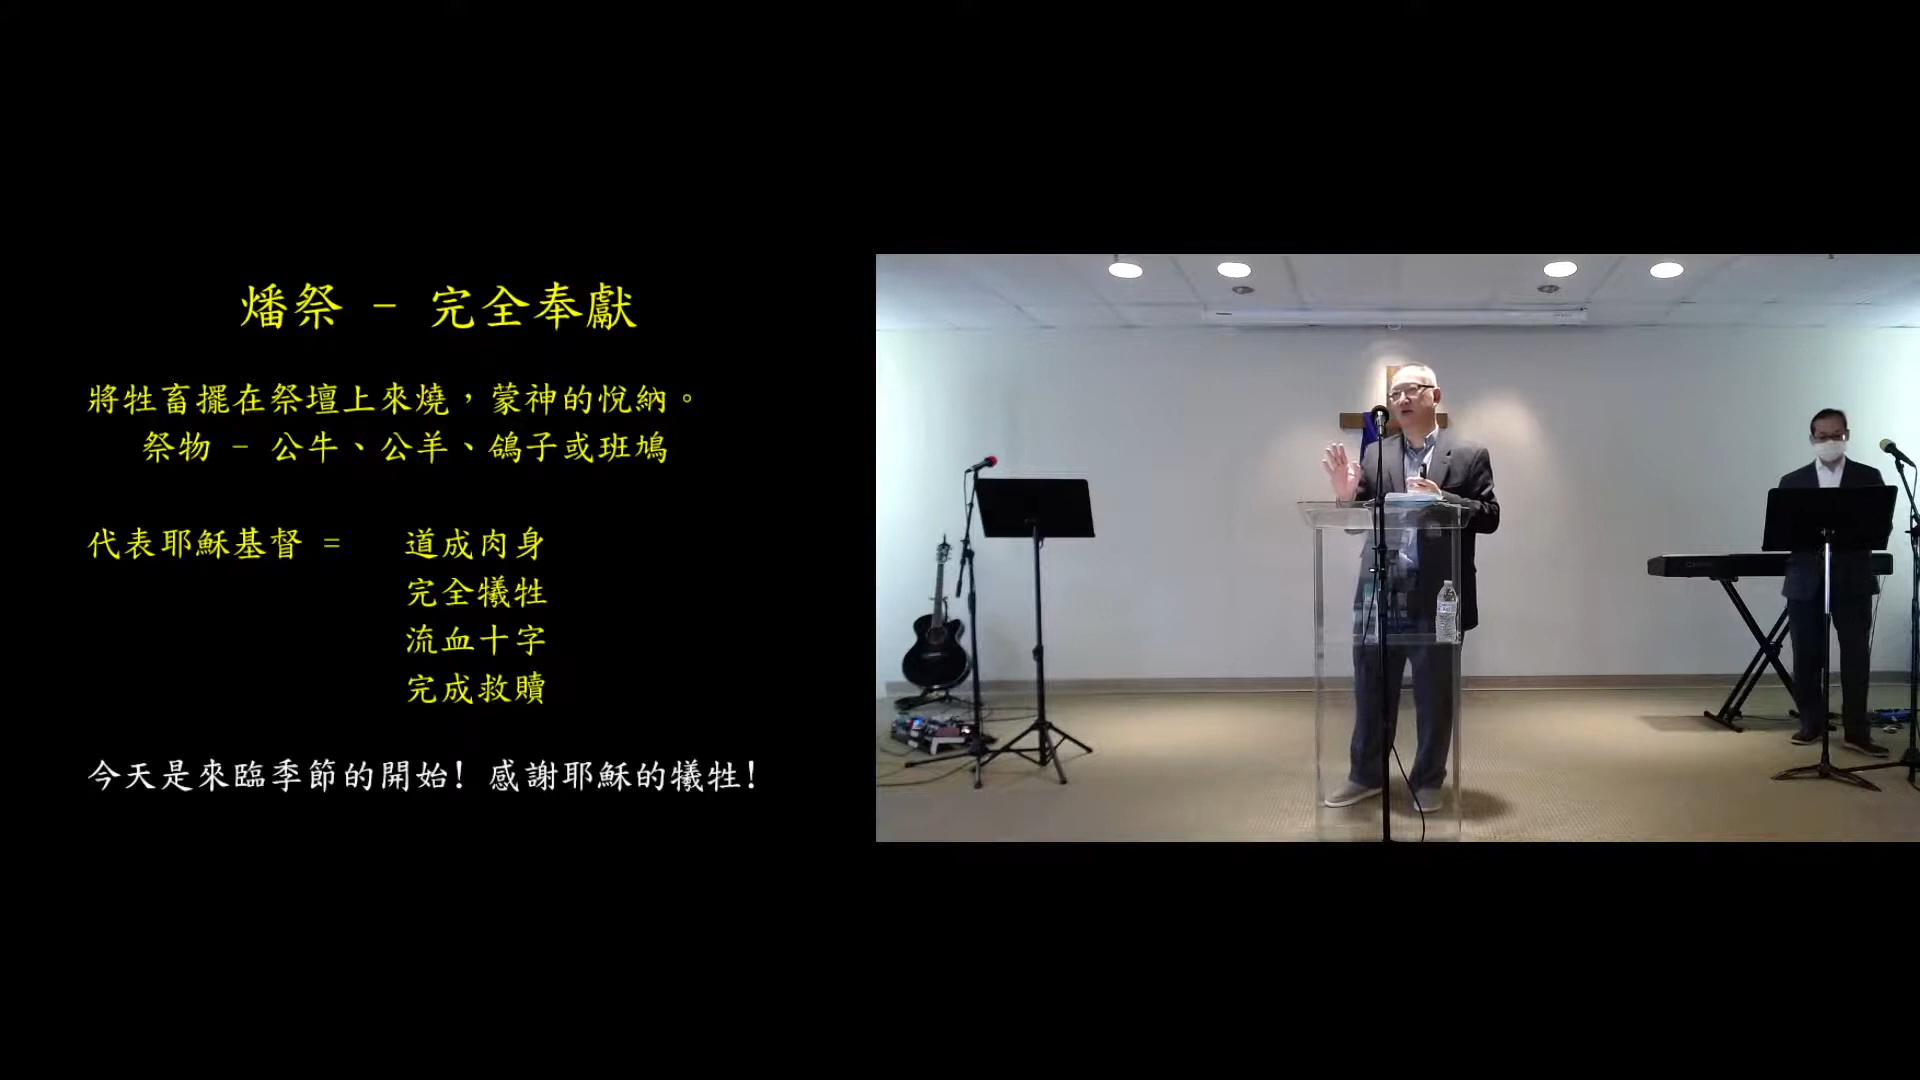 燔祭 - 完全奉獻
將牲畜擺在祭壇上來燒，蒙神的悅納。
祭物 - 公牛、公羊、鴿子或班鳩
代表耶穌基督 = 道成肉身
完全犧牲
流血十字
完成救贖
今天是來臨季節的開始! 感謝耶穌的犧牲!